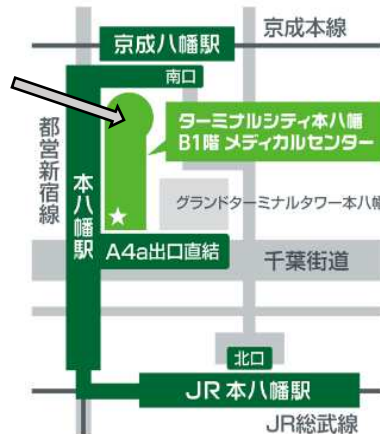 京成八幡駅
京成本線
南口
ターミナルシティ本八幡
B1階 メディカルセンター
都営新宿線
本八幡駅
グランドターミナルタワー本八幡
A4a出口直結
千葉街道
北口
JR本八幡駅
JR総武線